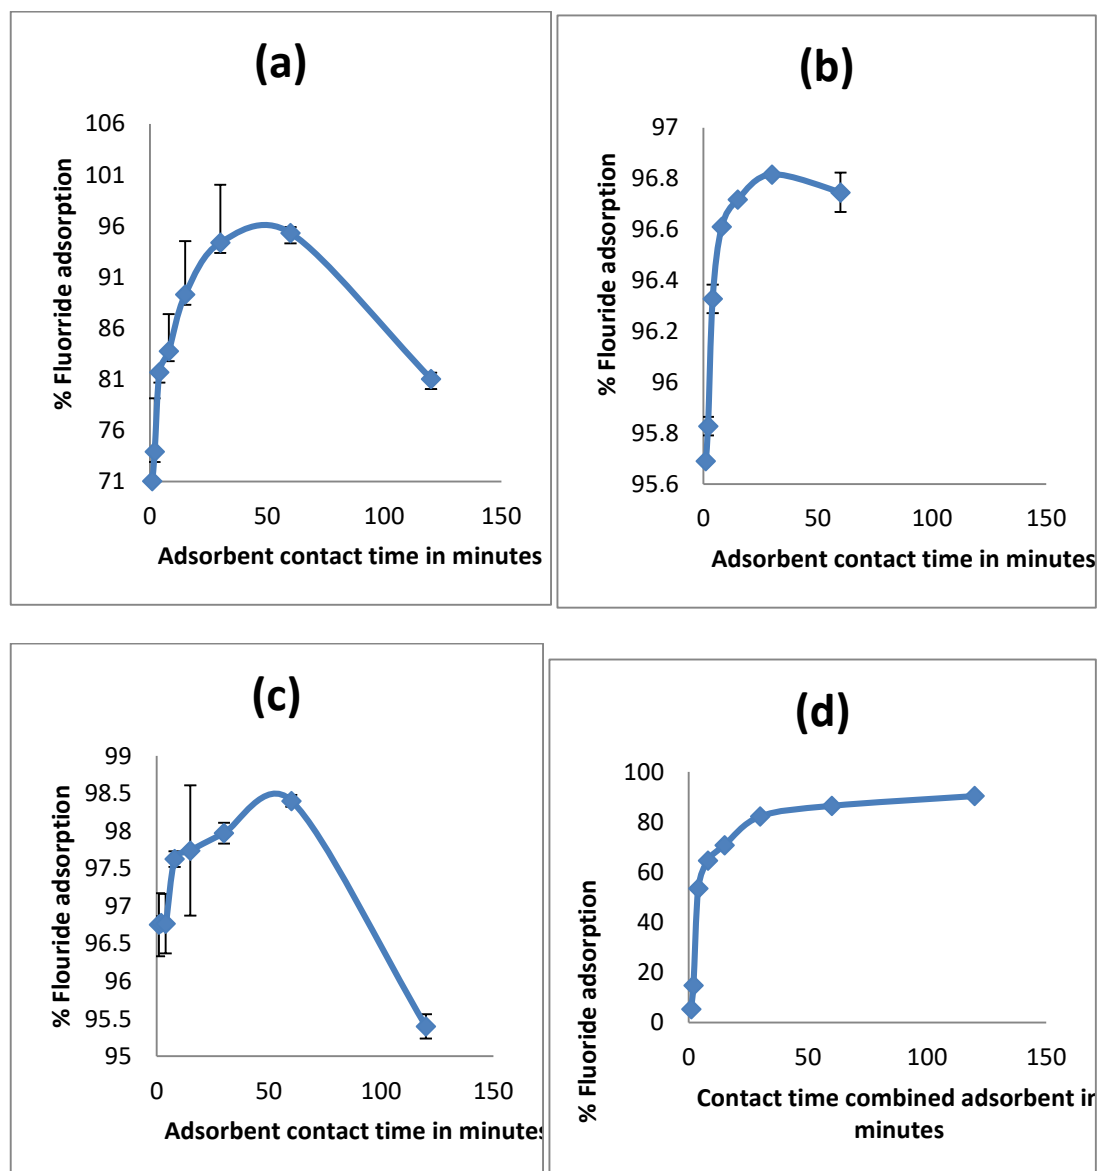 (a)
% Fluorride adsorption
106
101
96
91
86
81
76
71
0 50 100 150
Adsorbent contact time in minutes
(b)
% Flouride adsorption
97
96.8
96.6
96.4
96.2
96
95.8
95.6
0 50 100 150
Adsorbent contact time in minutes
(c)
% Flouride adsorption
99
98.5
98
97.5
97
96.5
96
95.5
95
0 50 100 150
Adsorbent contact time in minutes
(d)
% Fluoride adsorption
100
80
60
40
20
0
0 50 100 150
Contact time combined adsorbent in
minutes